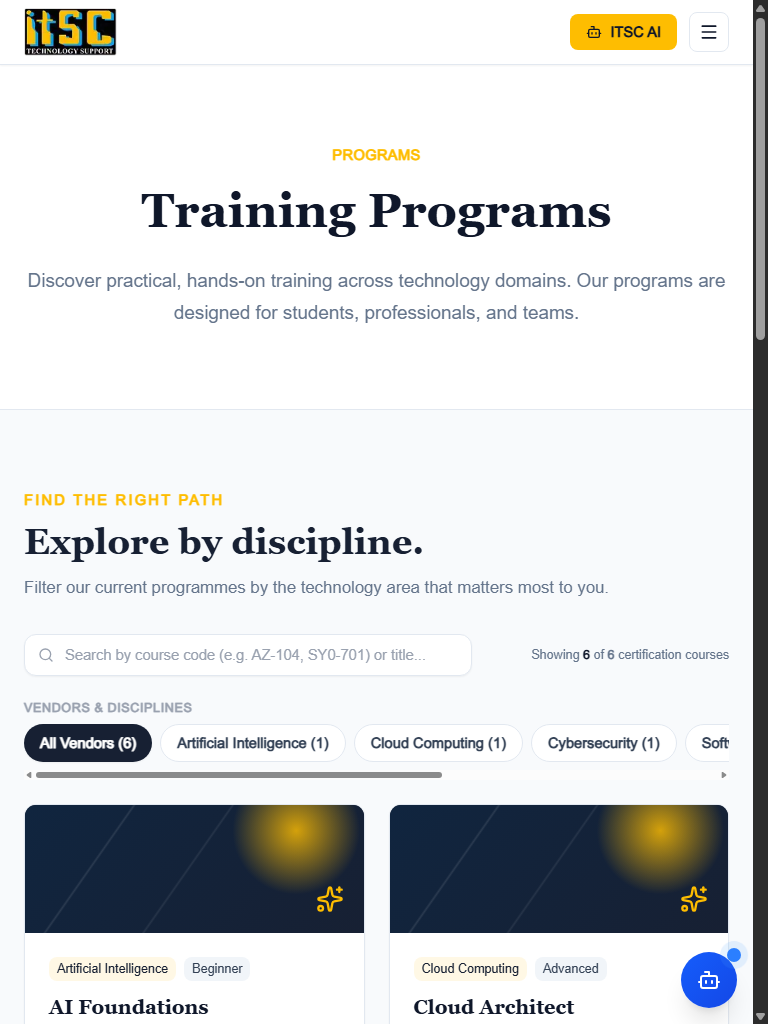 itSC
TECHNOLOGY SUPPORT
ITSC AI
PROGRAMS
Training Programs
Discover practical, hands-on training across technology domains. Our programs are
designed for students, professionals, and teams.
FIND THE RIGHT PATH
Explore by discipline.
Filter our current programmes by the technology area that matters most to you.
Search by course code (e.g. AZ-104, SY0-701) or title...
Showing 6 of 6 certification courses
VENDORS & DISCIPLINES
All Vendors (6)
Artificial Intelligence (1)
Cloud Computing (1)
Cybersecurity (1)
Artificial Intelligence
Beginner
Cloud Computing
Advanced
AI Foundations
Cloud Architect